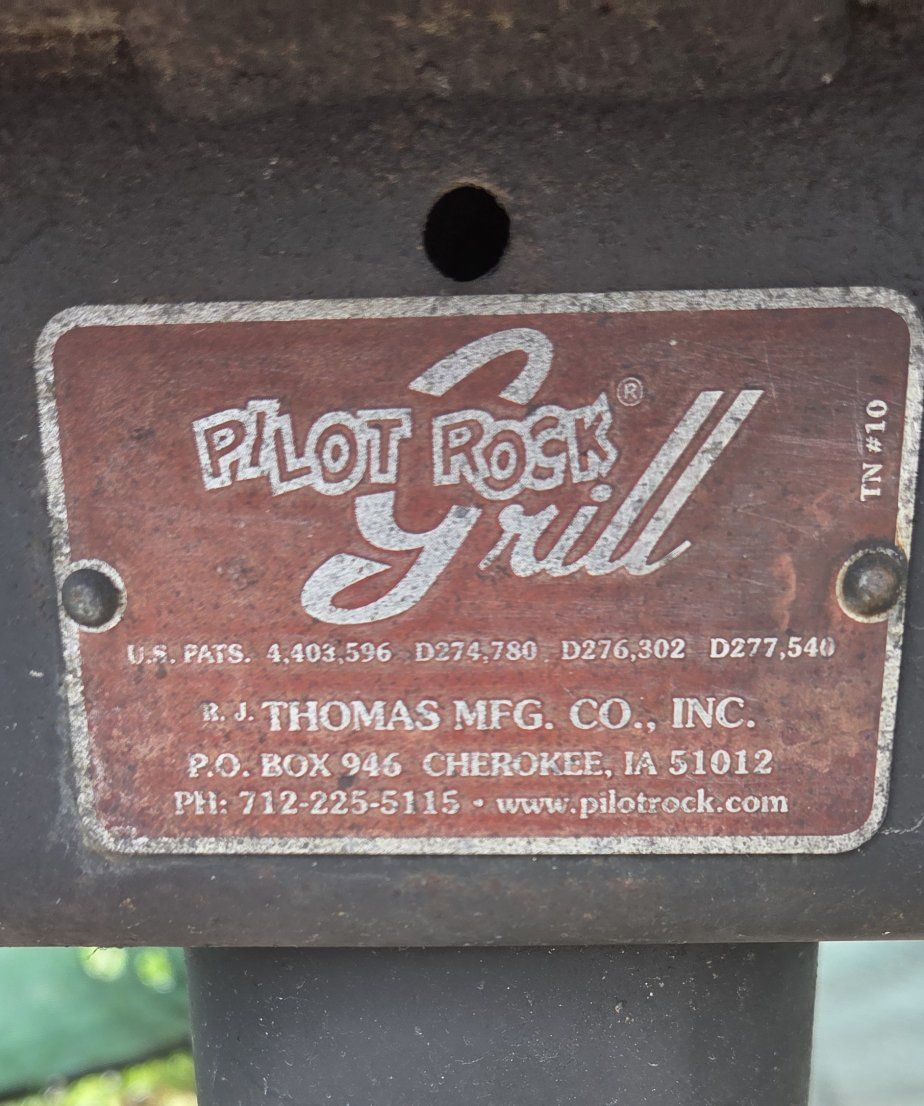 PILOT ROCK®
Grill
TN #10
U.S. PATS. 4,403,596 D274,780 D276,302 D277,540
R. J. THOMAS MFG. CO., INC.
P.O. BOX 946 CHEROKEE, IA 51012
PH: 712-225-5115 • www.pilotrock.com